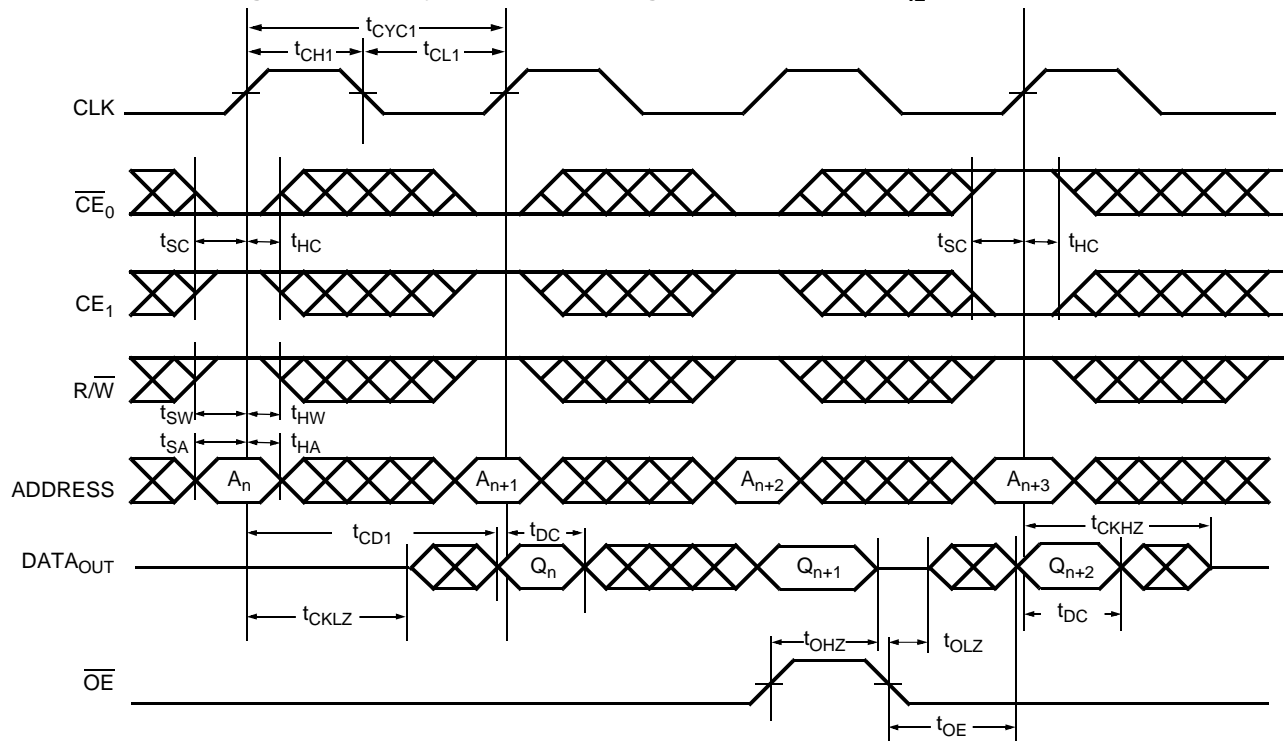 tCYC1
tCH1
tCL1
CLK
CE0
tSC
tHC
tSC
tHC
CE1
R/W
tSW
tHW
tSA
tHA
ADDRESS
An
An+1
An+2
An+3
tCD1
tDC
tCKHZ
DATAOUT
Qn
Qn+1
Qn+2
tCKLZ
tDC
tOHZ
tOLZ
OE
tOE